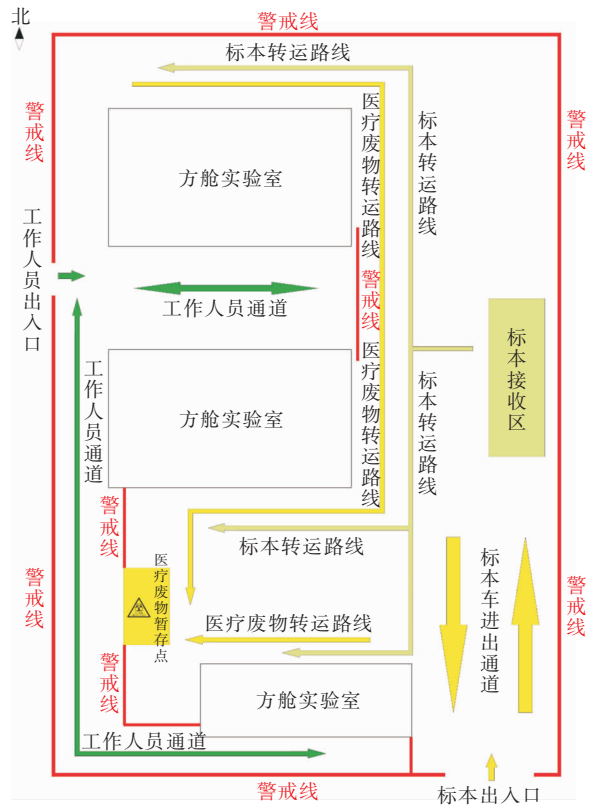 北
警戒线
标本转运路线
警戒线
医疗废物转运路线
标本转运路线
警戒线
方舱实验室
工作人员出入口
工作人员通道
警戒线
标本接收区
工作人员通道
方舱实验室
医疗废物转运路线
标本转运路线
警戒线
标本转运路线
医疗废物暂存点
标本车进出通道
警戒线
警戒线
医疗废物转运路线
警戒线
方舱实验室
工作人员通道
警戒线
标本出入口